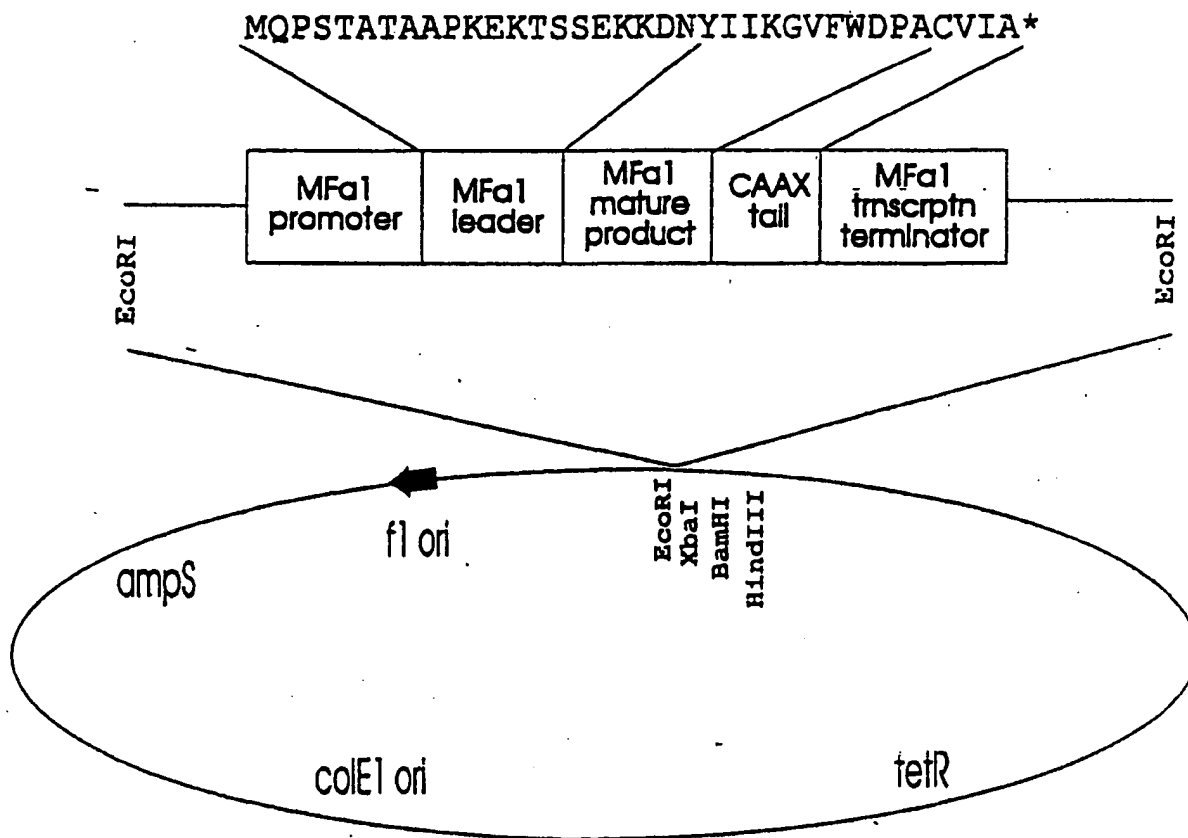 MQPSTATAAPKEKTSSEKKDNYIIKGVFWDPACVIA*
MFa1
promoter
MFa1
leader
MFa1
mature
product
CAAX
tail
MFa1
trnscrptn
terminator
EcoRI
EcoRI
f1 ori
EcoRI
XbaI
BamHI
HindIII
ampS
colE1 ori
tetR